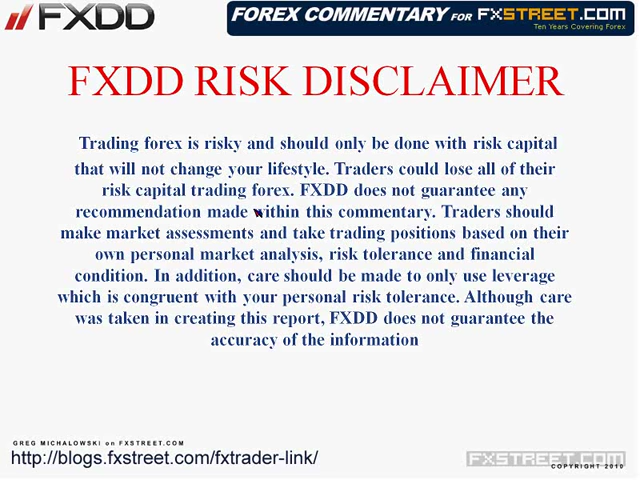 FXDD
FOREX COMMENTARY FOR FXSTREET.COM
Ten Years Covering Forex
FXDD RISK DISCLAIMER
Trading forex is risky and should only be done with risk capital
that will not change your lifestyle. Traders could lose all of their
risk capital trading forex. FXDD does not guarantee any
recommendation made within this commentary. Traders should
make market assessments and take trading positions based on their
own personal market analysis, risk tolerance and financial
condition. In addition, care should be made to only use leverage
which is congruent with your personal risk tolerance. Although care
was taken in creating this report, FXDD does not guarantee the
accuracy of the information
GREG MICHALOWSKI on FXSTREET.COM
http://blogs.fxstreet.com/fxtrader-link/
FXSTREET.COM
COPYRIGHT 2010